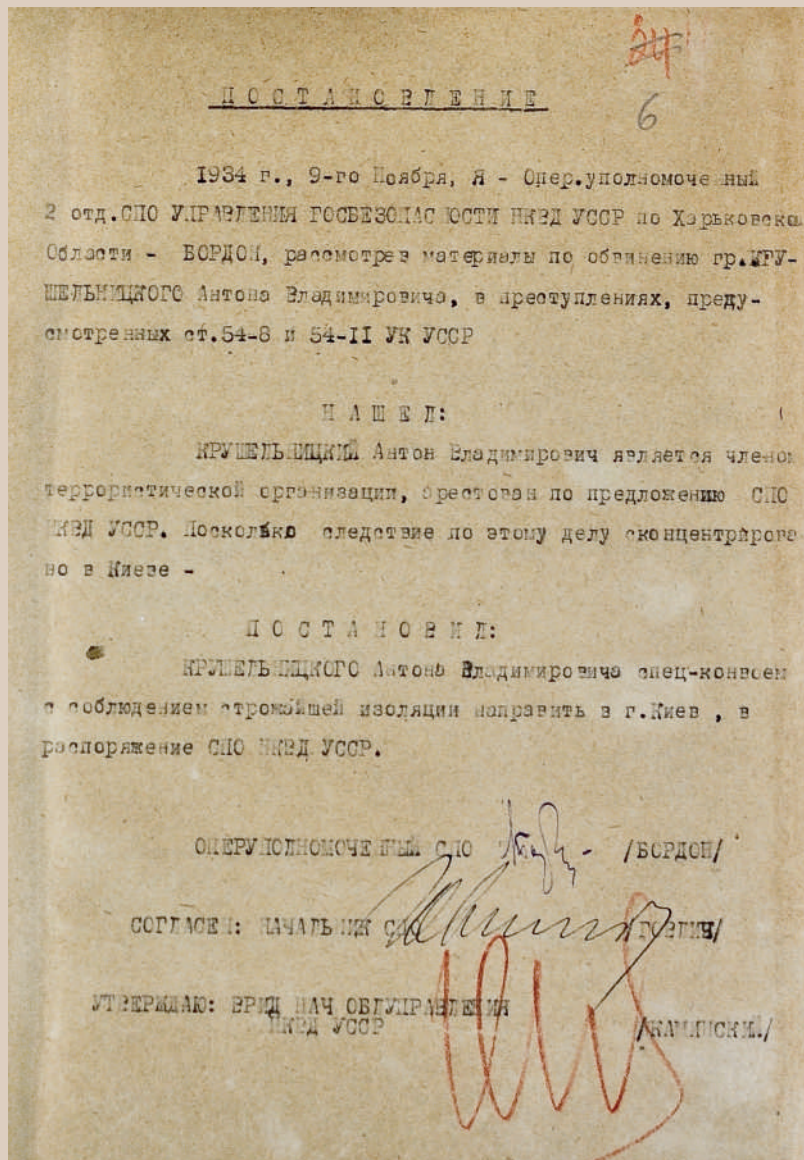 24
6
ПОСТАНОВЛЕНИЕ
1934 г., 9-го Ноября, Я - Опер.уполномоченный
2 отд.СПО УПРАВЛЕНИЯ ГОСБЕЗОПАСНОСТИ НКВД УССР по Харьковской
Области - БОРДОН, рассмотрев материалы по обвинению гр.КРУ-
ШЕЛЬНИЦКОГО Антона Владимировича, в преступлениях, преду-
смотренных ст.54-8 и 54-II УК УССР
НАШЕЛ:
КРУШЕЛЬНИЦКИЙ Антон Владимирович является членом
террористической организации, арестован по предложению СПО
НКВД УССР. Посколько следствие по этому делу сконцентрирова
но в Киеве -
ПОСТАНОВИЛ:
КРУШЕЛЬНИЦКОГО Антона Владимировича спец-конвоем
с соблюдением строжайшей изоляции направить в г.Киев , в
распоряжение СПО НКВД УССР.
ОПЕРУПОЛНОМОЧЕННЫЙ СПО /БОРДОН/
СОГЛАСЕН: НАЧАЛЬНИК СПО
УТВЕРЖДАЮ: ВРИД НАЧ ОБЛУПРАВЛЕНИЯ
НКВД УССР /КАМИНСКИЙ/